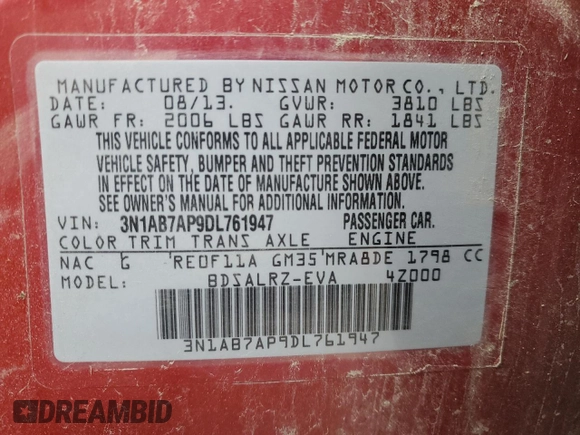 MANUFACTURED BY NISSAN MOTOR CO., LTD.
DATE: 08/13. GVWR: 3810 LBS
GAWR FR: 2006 LBS GAWR RR: 1841 LBS
THIS VEHICLE CONFORMS TO ALL APPLICABLE FEDERAL MOTOR
VEHICLE SAFETY, BUMPER AND THEFT PREVENTION STANDARDS
IN EFFECT ON THE DATE OF MANUFACTURE SHOWN ABOVE.
SEE OWNER'S MANUAL FOR ADDITIONAL INFORMATION.
VIN: 3N1AB7AP9DL761947 PASSENGER CAR.
COLOR TRIM TRANS AXLE ENGINE
NAC G RE0F11A GM35 MRA8DE 1798 CC
MODEL: BDSALRZ-EVA 4Z000
3N1AB7AP9DL761947
DREAMBID